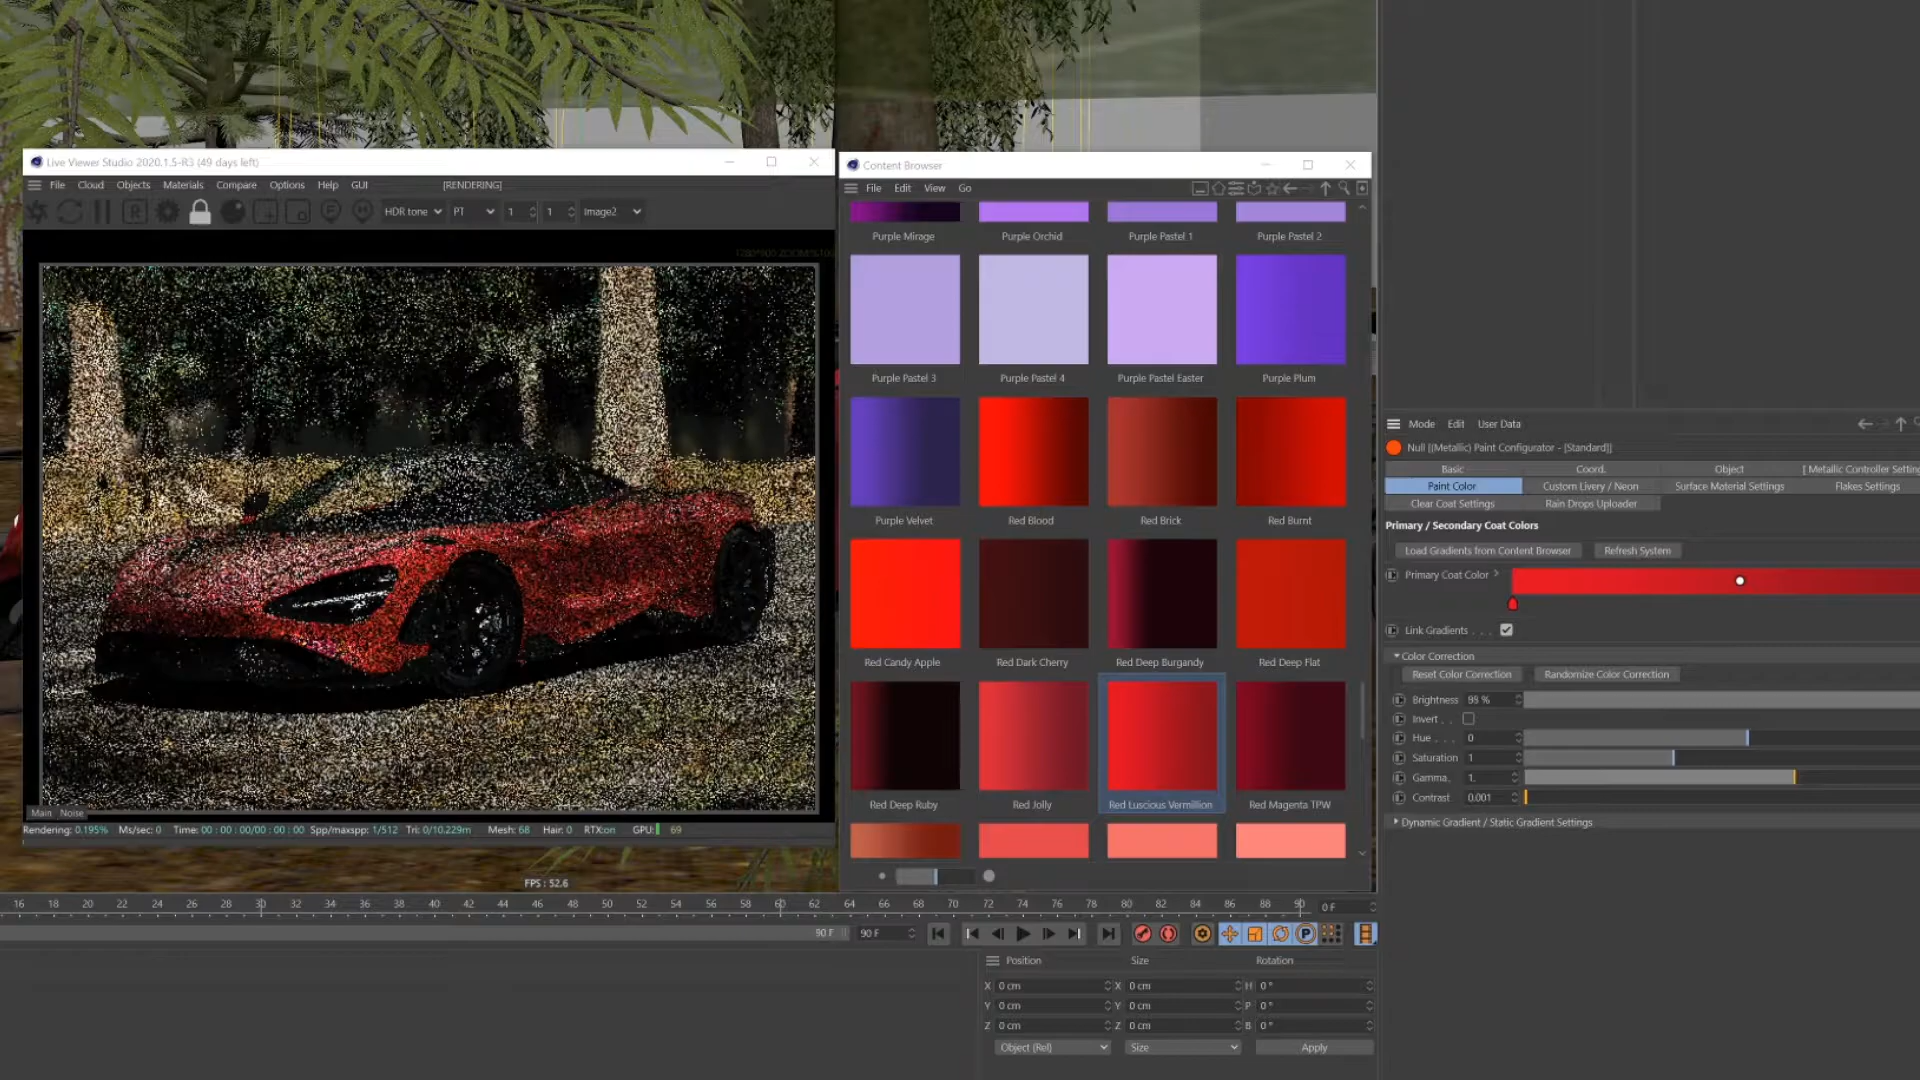 Live Viewer Studio 2020.1.5-R3 (49 days left)
File Cloud Objects Materials Compare Options Help GUI [RENDERING]
HDR tone PT 1 1 Image2
Main Noise
Rendering: 0.195% Ms/sec: 0 Time: 00 : 00 : 00/00 : 00 : 00 Spp/maxspp: 1/512 Tri: 0/10.229m Mesh: 68 Hair: 0 RTX:on GPU: 69
FPS : 52.6
Content Browser
File Edit View Go
Purple Mirage Purple Orchid Purple Pastel 1 Purple Pastel 2
Purple Pastel 3 Purple Pastel 4 Purple Pastel Easter Purple Plum
Purple Velvet Red Blood Red Brick Red Burnt
Red Candy Apple Red Dark Cherry Red Deep Burgandy Red Deep Flat
Red Deep Ruby Red Jolly Red Luscious Vermillion Red Magenta TPW
Mode Edit User Data
Null [(Metallic) Paint Configurator - [Standard]]
Basic Coord. Object [ Metallic Controller Setting
Paint Color Custom Livery / Neon Surface Material Settings Flakes Settings
Clear Coat Settings Rain Drops Uploader
Primary / Secondary Coat Colors
Load Gradients from Content Browser Refresh System
Primary Coat Color
Link Gradients . . .
Color Correction
Reset Color Correction Randomize Color Correction
Brightness %
Invert . .
Hue . . . 0
Saturation 1
Gamma. 1.
Contrast 0.001
Dynamic Gradient / Static Gradient Settings
16 18 20 22 24 26 28 30 32 34 36 38 40 42 44 46 48 50 52 54 56 58 60 62 64 66 68 70 72 74 76 78 80 82 84 86 88 90 0 F
90 F 90 F
Position Size Rotation
X 0 cm X 0 cm H 0 °
Y 0 cm Y 0 cm P 0 °
Z 0 cm Z 0 cm B 0 °
Object (Rel) Size Apply